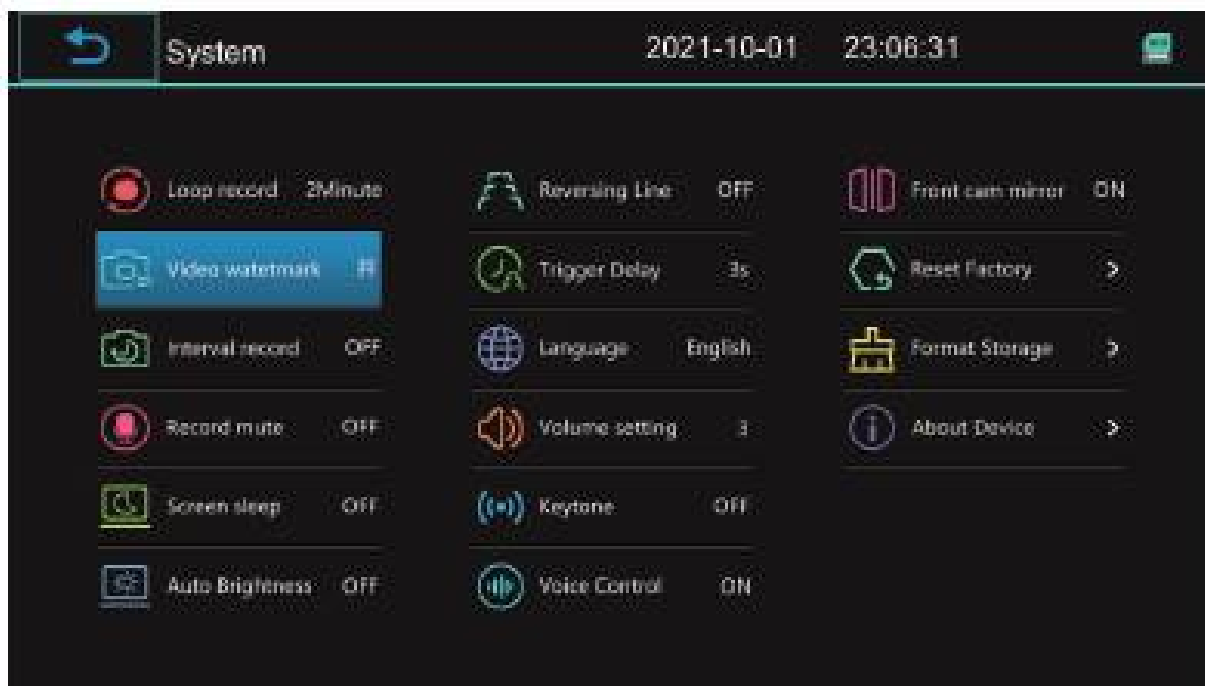 System 2021-10-01 23:06:31
Loop record 2Minute
Video watetmark
Interval record OFF
Record mute OFF
Screen sleep OFF
Auto Brightness OFF
Reversing Line OFF
Trigger Delay 3s
Language English
Volume setting 3
Keytone OFF
Voice Control ON
Front cam mirror ON
Reset Factory >
Format Storage >
About Device >